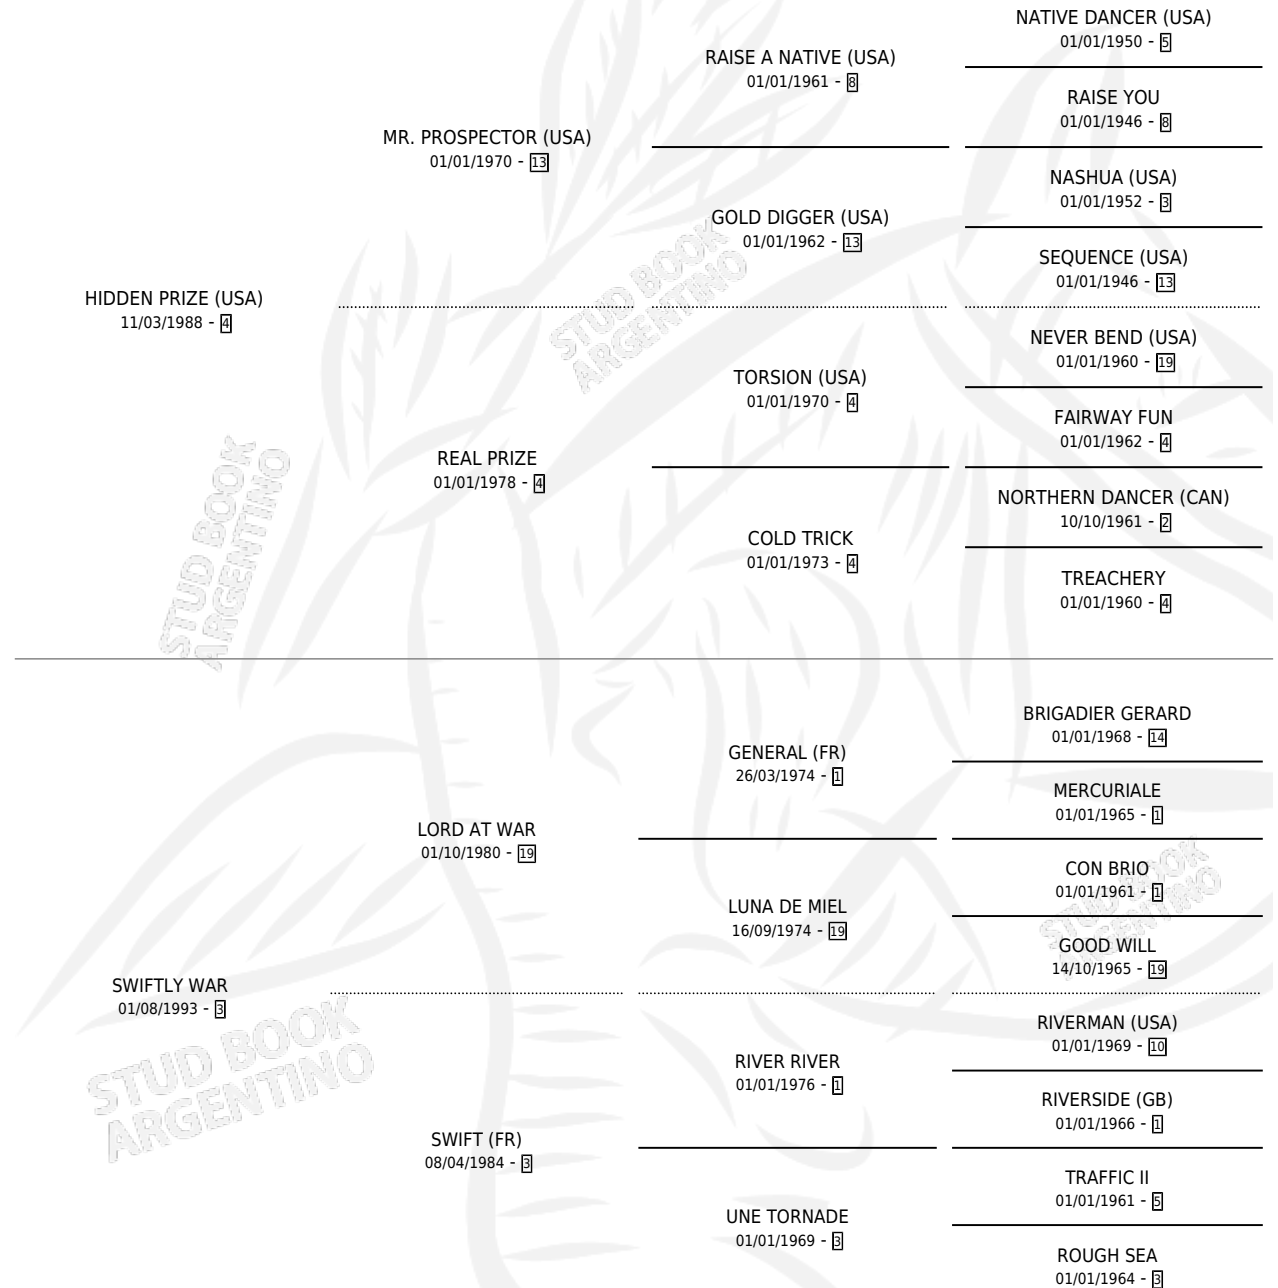 NATIVE DANCER (USA)
01/01/1950 - 5
RAISE A NATIVE (USA)
01/01/1961 - 8
RAISE YOU
01/01/1946 - 8
MR. PROSPECTOR (USA)
01/01/1970 - 13
NASHUA (USA)
01/01/1952 - 3
GOLD DIGGER (USA)
01/01/1962 - 13
SEQUENCE (USA)
01/01/1946 - 13
HIDDEN PRIZE (USA)
11/03/1988 - 4
STUD BOOK
ARGENTINO
NEVER BEND (USA)
01/01/1960 - 19
TORSION (USA)
01/01/1970 - 4
FAIRWAY FUN
01/01/1962 - 4
REAL PRIZE
01/01/1978 - 4
NORTHERN DANCER (CAN)
10/10/1961 - 2
COLD TRICK
01/01/1973 - 4
TREACHERY
01/01/1960 - 4
STUD BOOK
ARGENTINO
BRIGADIER GERARD
01/01/1968 - 14
GENERAL (FR)
26/03/1974 - 1
MERCURIALE
01/01/1965 - 1
LORD AT WAR
01/10/1980 - 19
CON BRIO
01/01/1961 - 1
LUNA DE MIEL
16/09/1974 - 19
GOOD WILL
14/10/1965 - 19
STUD BOOK
ARGENTINO
SWIFTLY WAR
01/08/1993 - 3
STUD BOOK
ARGENTINO
RIVERMAN (USA)
01/01/1969 - 10
RIVER RIVER
01/01/1976 - 1
RIVERSIDE (GB)
01/01/1966 - 1
SWIFT (FR)
08/04/1984 - 3
TRAFFIC II
01/01/1961 - 5
UNE TORNADE
01/01/1969 - 3
ROUGH SEA
01/01/1964 - 3